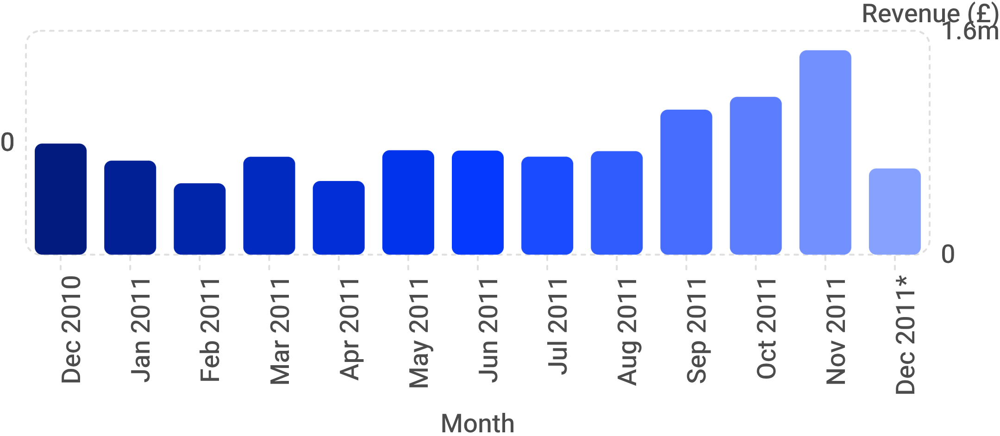 Revenue (£)
1.6m
0
0
Dec 2010
Jan 2011
Feb 2011
Mar 2011
Apr 2011
May 2011
Jun 2011
Jul 2011
Aug 2011
Sep 2011
Oct 2011
Nov 2011
Dec 2011*
Month